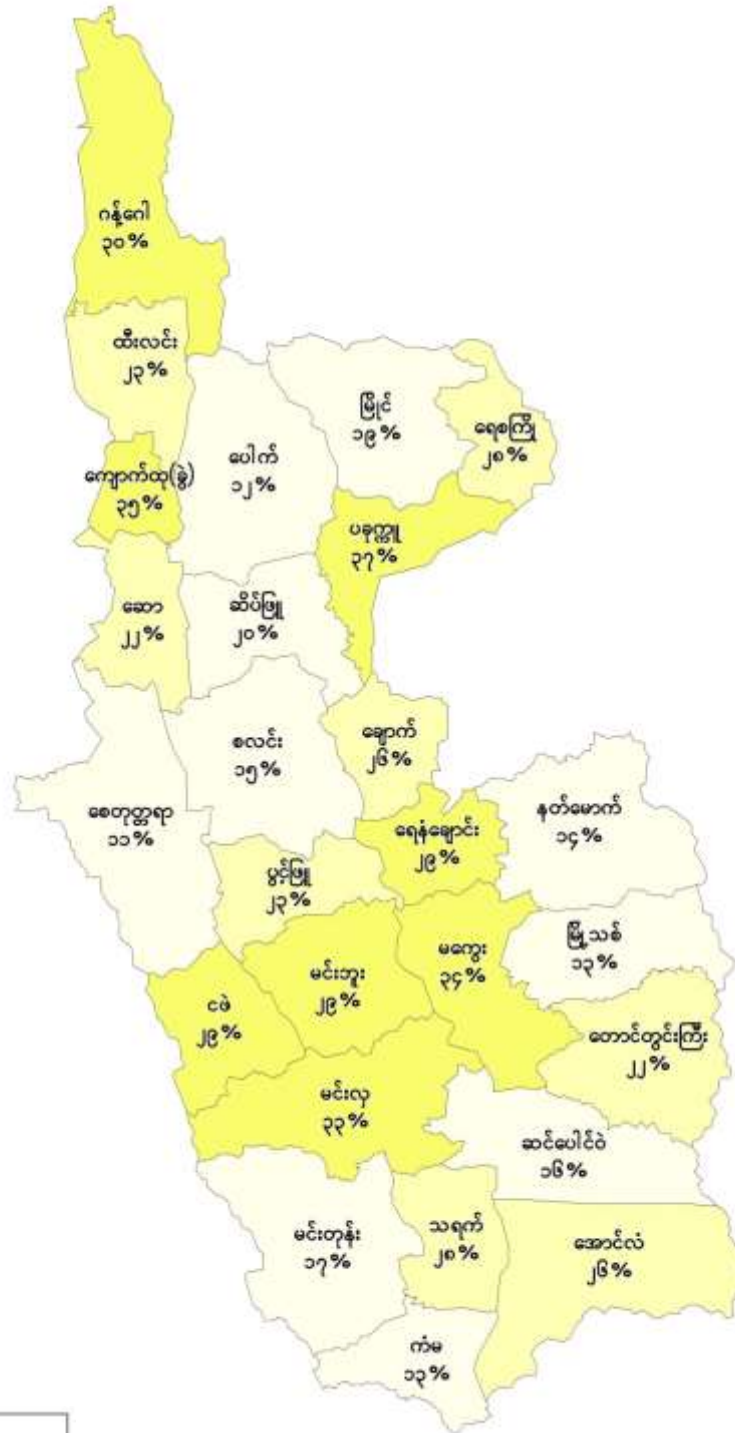 ဂန့်ဂေါ
၃၀%
ထီးလင်း
၂၃%
မြိုင်
၁၉%
ရေစကြို
၂၈%
ပေါက်
၁၂%
ကျောက်ထု(ခွဲ)
၃၅%
ပခုက္ကူ
၃၇%
ဆော
၂၂%
ဆိပ်ဖြူ
၂၀%
ချောက်
၂၆%
စလင်း
၁၅%
စေတုတ္တရာ
၁၁%
နတ်မောက်
၁၄%
ရေနံချောင်း
၂၉%
ပွင့်ဖြူ
၂၃%
မြို့သစ်
၁၃%
မကွေး
၃၄%
မင်းဘူး
၂၉%
ငဖဲ
၂၉%
တောင်တွင်းကြီး
၂၂%
မင်းလှ
၃၃%
ဆင်ပေါင်ဝဲ
၁၆%
သရက်
၂၈%
မင်းတုန်း
၁၇%
အောင်လံ
၂၆%
ကံမ
၁၃%